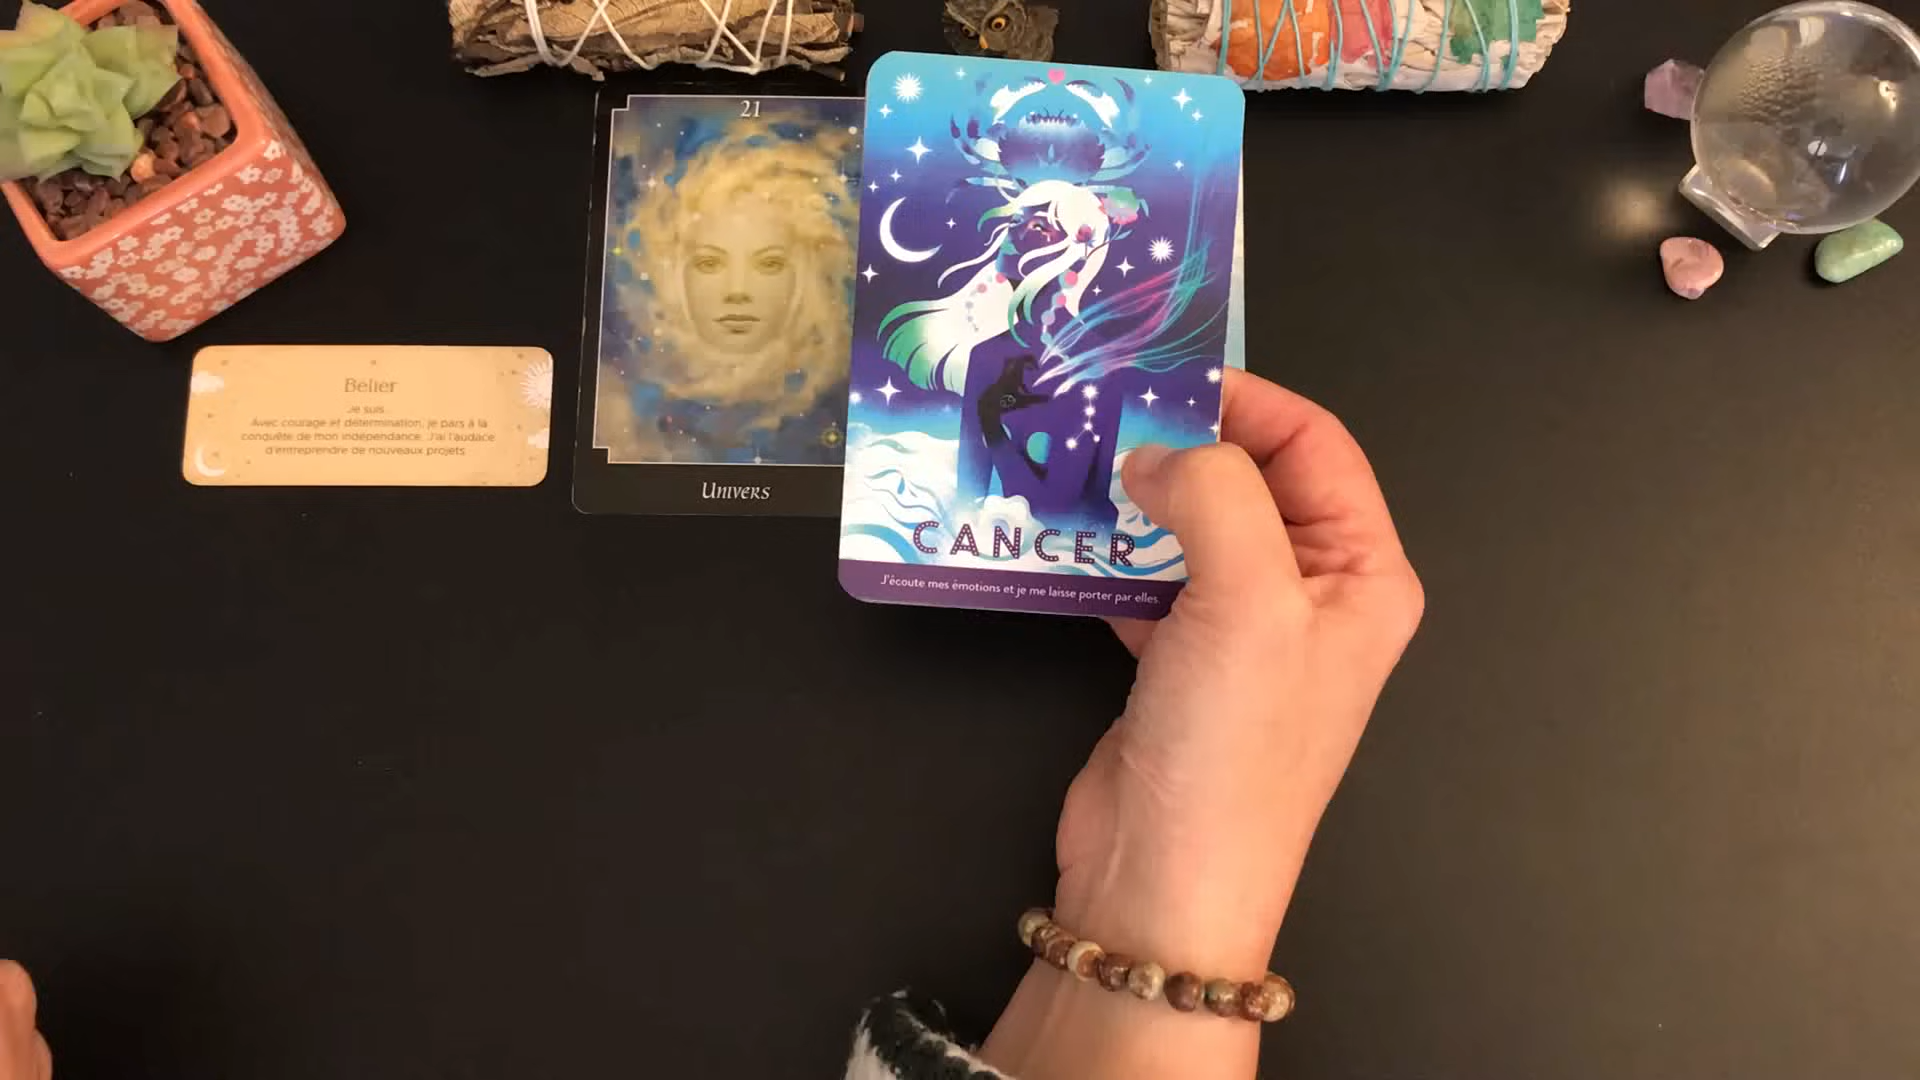 Bélier
Je suis...
Avec courage et détermination, je pars à la
conquête de mon indépendance. J'ai l'audace
d'entreprendre de nouveaux projets.
21
Univers
CANCER
J'écoute mes émotions et je me laisse porter par elles.